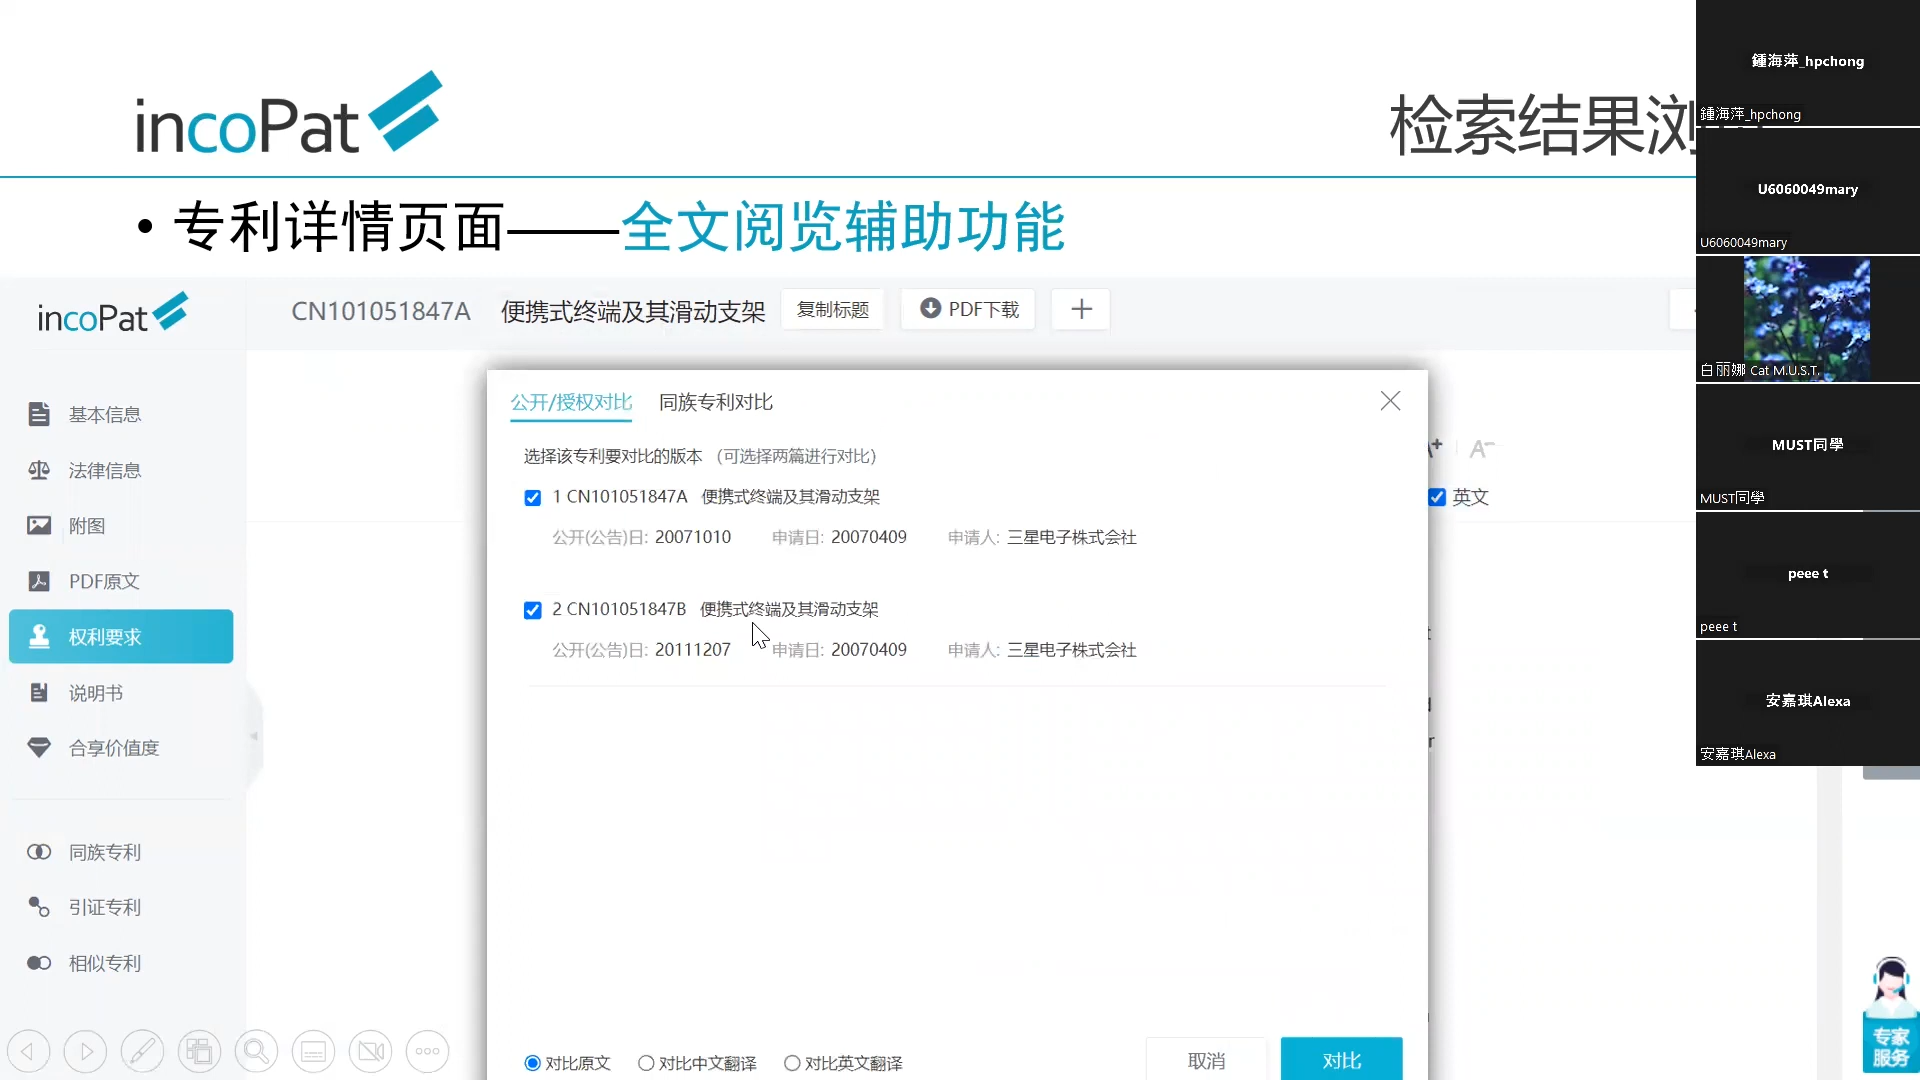 incoPat
检索结果浏
• 专利详情页面——全文阅览辅助功能
incoPat
CN101051847A 便携式终端及其滑动支架 复制标题 PDF下载 +
基本信息
法律信息
附图
PDF原文
权利要求
说明书
合享价值度
同族专利
引证专利
相似专利
公开/授权对比 同族专利对比
选择该专利要对比的版本 (可选择两篇进行对比)
1 CN101051847A 便携式终端及其滑动支架
公开(公告)日: 20071010 申请日: 20070409 申请人: 三星电子株式会社
2 CN101051847B 便携式终端及其滑动支架
公开(公告)日: 20111207 申请日: 20070409 申请人: 三星电子株式会社
对比原文 对比中文翻译 对比英文翻译
取消 对比
A+ A-
英文
鍾海萍_hpchong
鍾海萍_hpchong
U6060049mary
U6060049mary
白丽娜 Cat M.U.S.T.
MUST同學
MUST同學
peee t
peee t
安嘉琪Alexa
安嘉琪Alexa
专家
服务